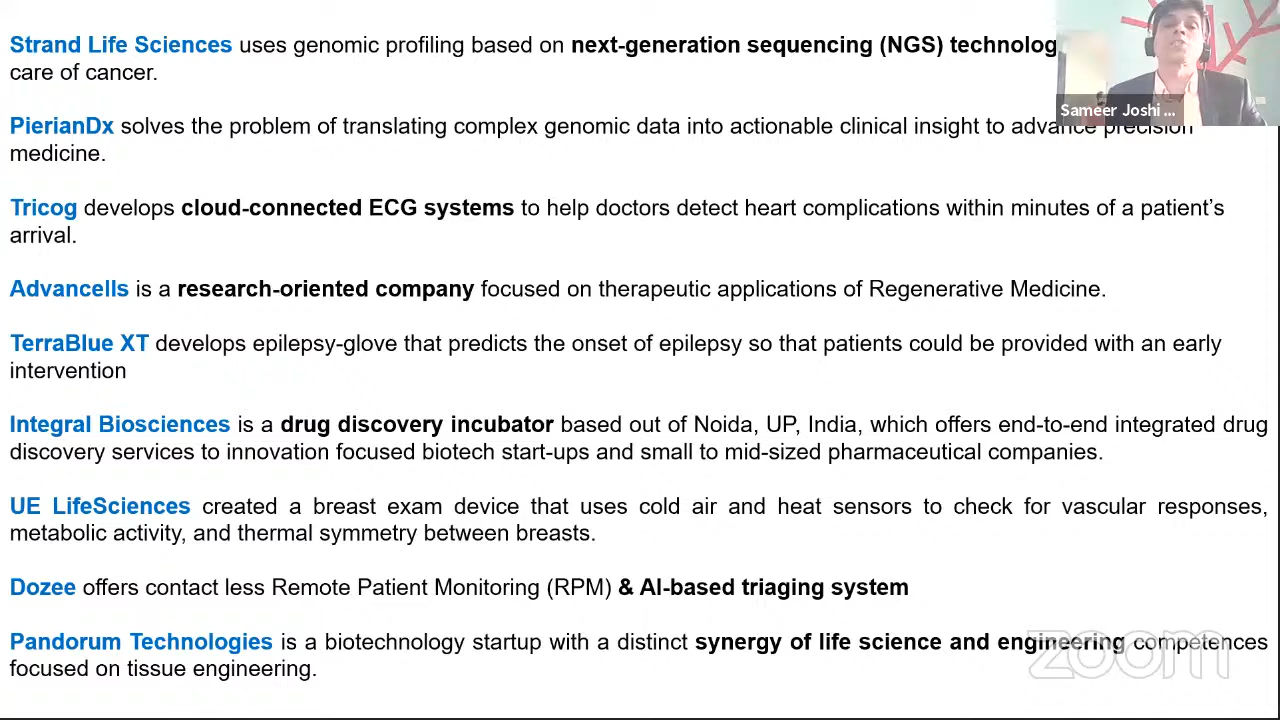 Strand Life Sciences uses genomic profiling based on next-generation sequencing (NGS) technolog
care of cancer.
Sameer Joshi ...
PierianDx solves the problem of translating complex genomic data into actionable clinical insight to advance precision
medicine.
Tricog develops cloud-connected ECG systems to help doctors detect heart complications within minutes of a patient’s
arrival.
Advancells is a research-oriented company focused on therapeutic applications of Regenerative Medicine.
TerraBlue XT develops epilepsy-glove that predicts the onset of epilepsy so that patients could be provided with an early
intervention
Integral Biosciences is a drug discovery incubator based out of Noida, UP, India, which offers end-to-end integrated drug
discovery services to innovation focused biotech start-ups and small to mid-sized pharmaceutical companies.
UE LifeSciences created a breast exam device that uses cold air and heat sensors to check for vascular responses,
metabolic activity, and thermal symmetry between breasts.
Dozee offers contact less Remote Patient Monitoring (RPM) & AI-based triaging system
Pandorum Technologies is a biotechnology startup with a distinct synergy of life science and engineering competences
focused on tissue engineering.
zoom